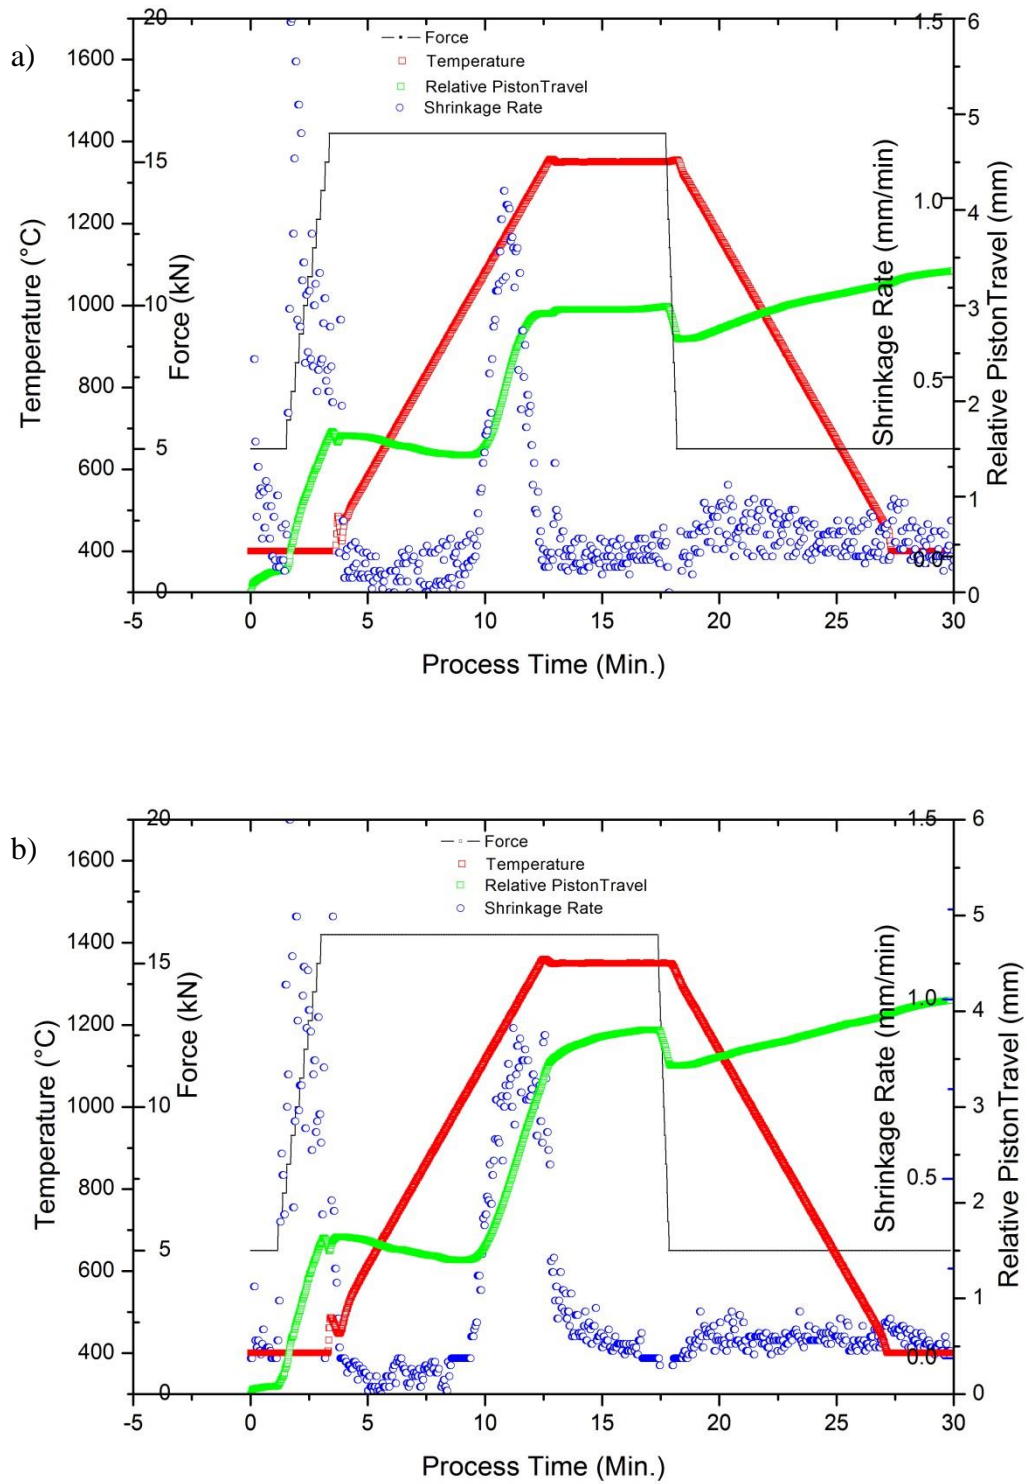 a)
Force
Temperature
Relative PistonTravel
Shrinkage Rate
20
1.5
6
1600
5
15
1400
1.0
4
1200
1000
10
3
800
0.5
2
600
5
1
400
0.0
0
0
-5 0 5 10 15 20 25 30
Temperature (°C)
Force (kN)
Shrinkage Rate (mm/min)
Relative PistonTravel (mm)
Process Time (Min.)
b)
Force
Temperature
Relative PistonTravel
Shrinkage Rate
20
1.5
6
1600
5
1400
15
1.0
4
1200
1000
10
3
800
0.5
2
600
5
1
400
0.0
0
0
-5 0 5 10 15 20 25 30
Temperature (°C)
Force (kN)
Shrinkage Rate (mm/min)
Relative PistonTravel (mm)
Process Time (Min.)